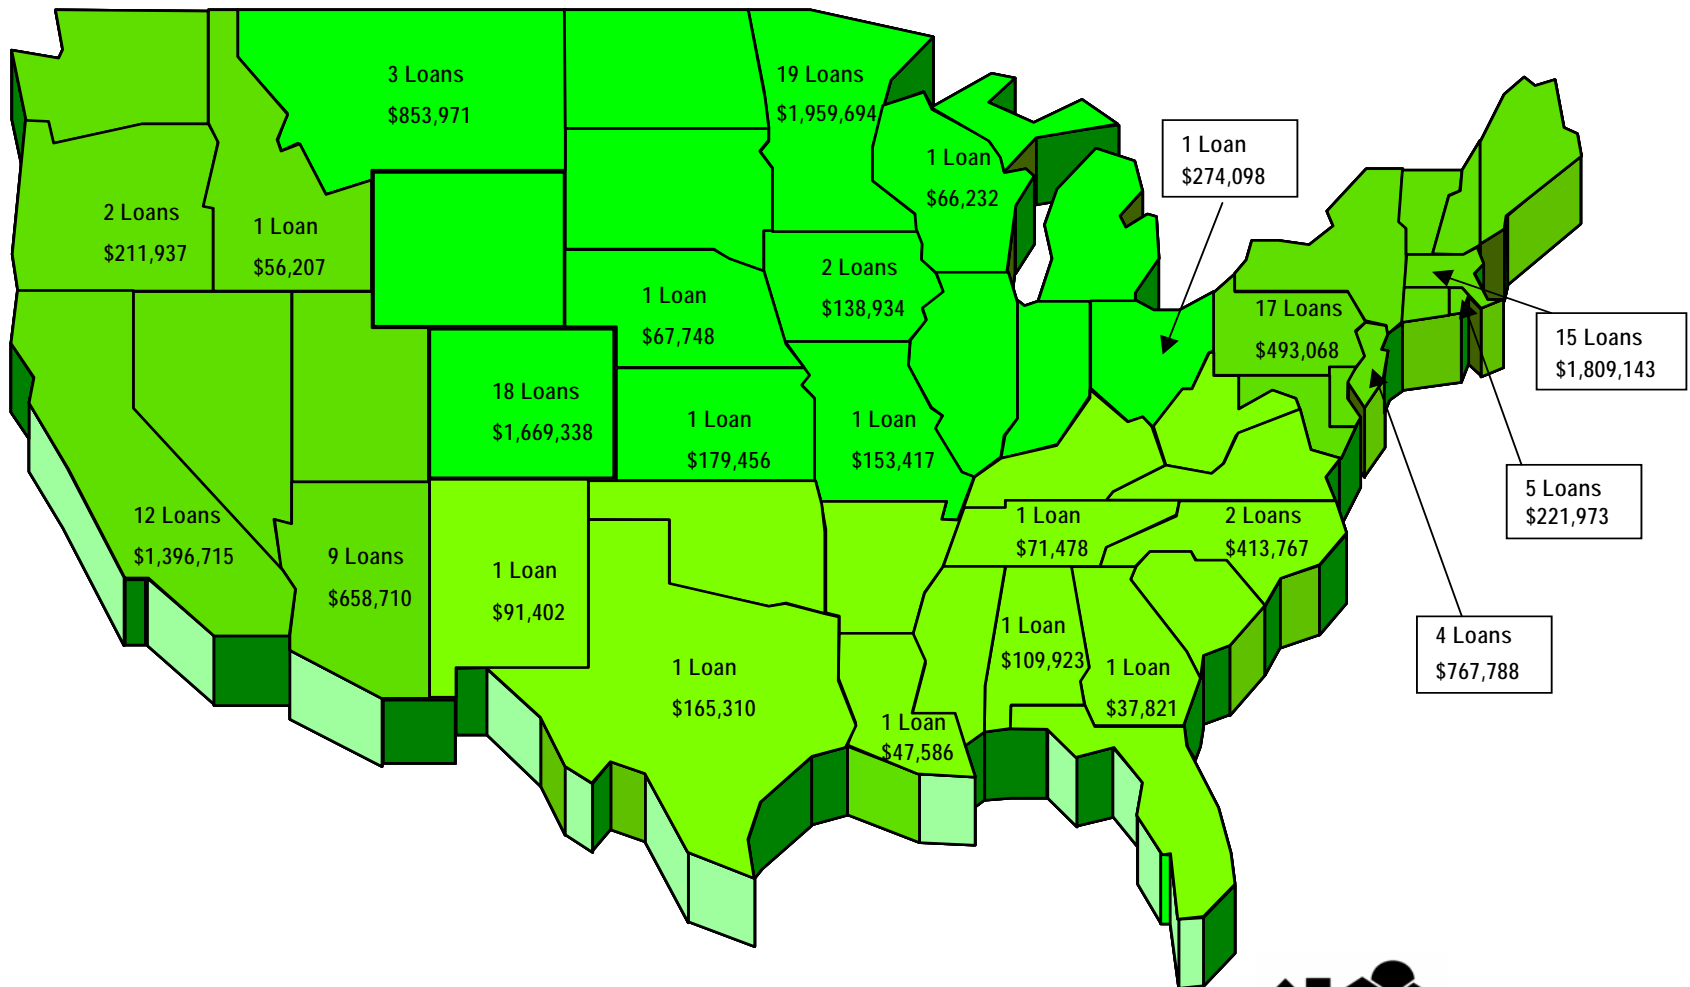 3 Loans
$853,971
19 Loans
$1,959,694
1 Loan
$66,232
1 Loan
$274,098
2 Loans
$211,937
1 Loan
$56,207
2 Loans
$138,934
1 Loan
$67,748
17 Loans
$493,068
15 Loans
$1,809,143
18 Loans
$1,669,338
1 Loan
$179,456
1 Loan
$153,417
5 Loans
$221,973
12 Loans
$1,396,715
9 Loans
$658,710
1 Loan
$91,402
1 Loan
$71,478
2 Loans
$413,767
4 Loans
$767,788
1 Loan
$165,310
1 Loan
$109,923
1 Loan
$37,821
1 Loan
$47,586